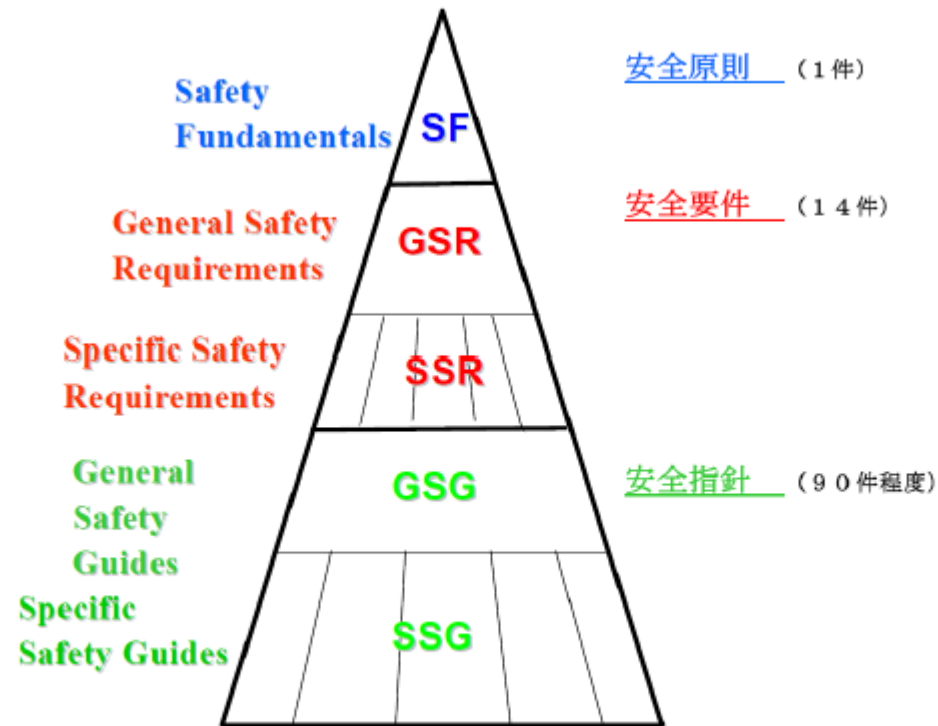 安全原則 (1件)
Safety
Fundamentals
SF
安全要件 (14件)
General Safety
Requirements
GSR
Specific Safety
Requirements
SSR
General
Safety
Guides
GSG
安全指針 (90件程度)
Specific
Safety Guides
SSG